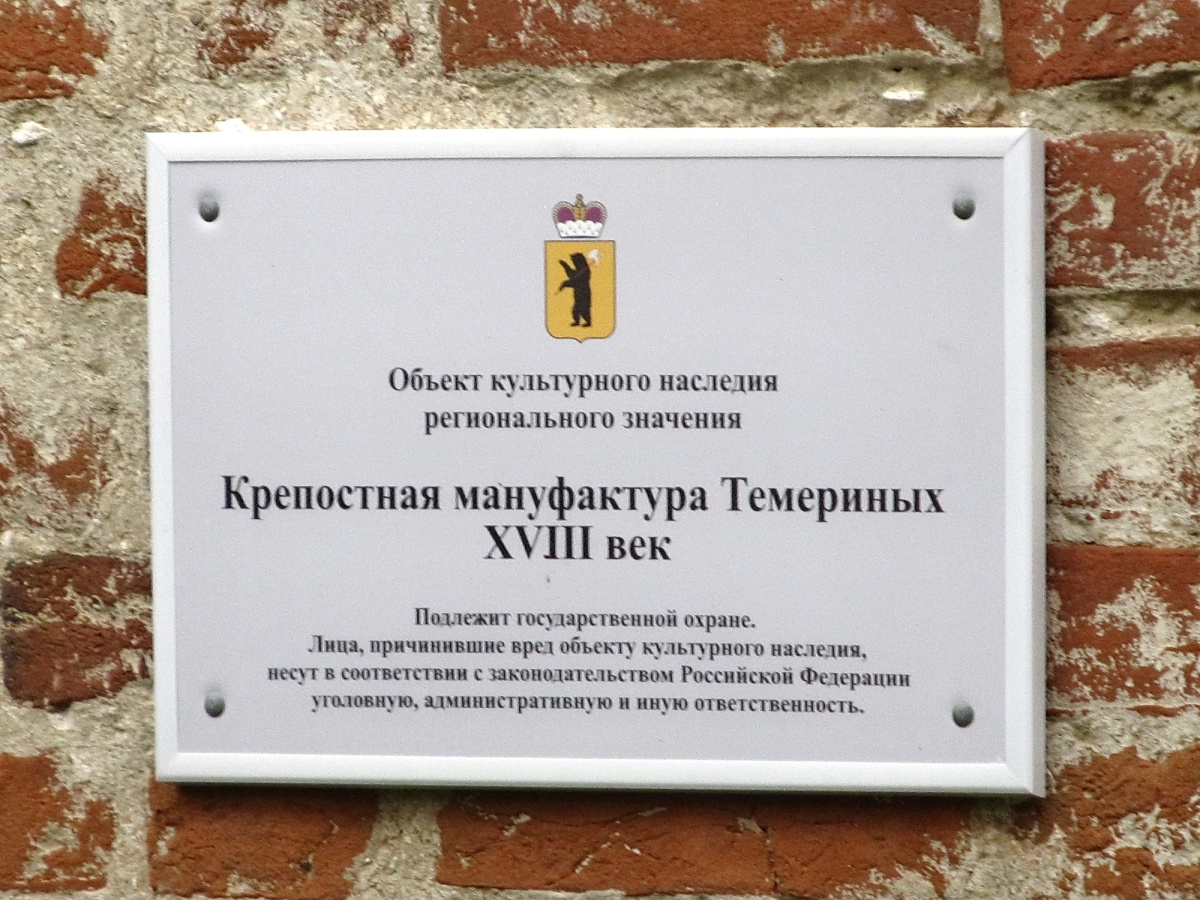 Объект культурного наследия
регионального значения
Крепостная мануфактура Темериных
XVIII век
Подлежит государственной охране.
Лица, причинившие вред объекту культурного наследия,
несут в соответствии с законодательством Российской Федерации
уголовную, административную и иную ответственность.